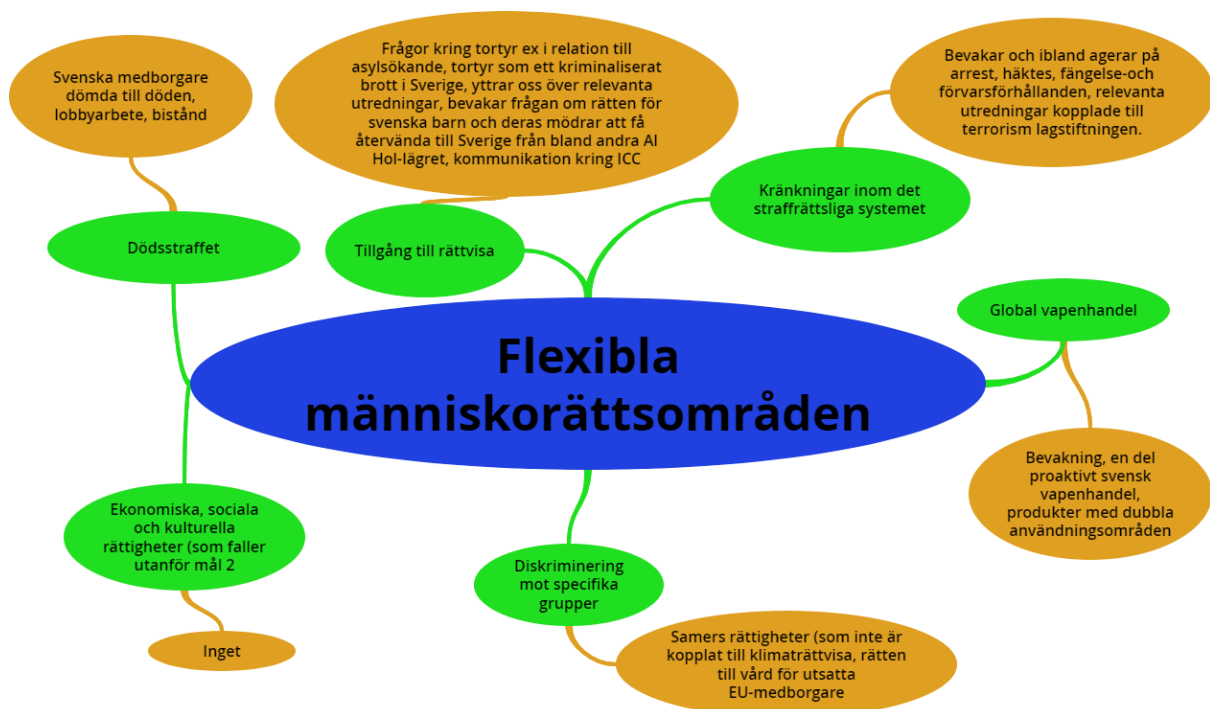 Frågor kring tortyr ex i relation till
asylsökande, tortyr som ett kriminaliserat
brott i Sverige, yttrar oss över relevanta
utredningar, bevakar frågan om rätten för
svenska barn och deras mödrar att få
återvända till Sverige från bland andra Al
Hol-lägret, kommunikation kring ICC
Bevakar och ibland agerar på
arrest, häktes, fängelse-och
förvarsförhållanden, relevanta
utredningar kopplade till
terrorism lagstiftningen.
Svenska medborgare
dömda till döden,
lobbyarbete, bistånd
Kränkningar inom det
straffrättsliga systemet
Dödsstraffet
Tillgång till rättvisa
Global vapenhandel
Flexibla
människorättsområden
Bevakning, en del
proaktivt svensk
vapenhandel,
produkter med dubbla
användningsområden
Ekonomiska, sociala
och kulturella
rättigheter (som faller
utanför mål 2
Diskriminering
mot specifika
grupper
Inget
Samers rättigheter (som inte är
kopplat till klimaträttvisa, rätten
till vård för utsatta
EU-medborgare